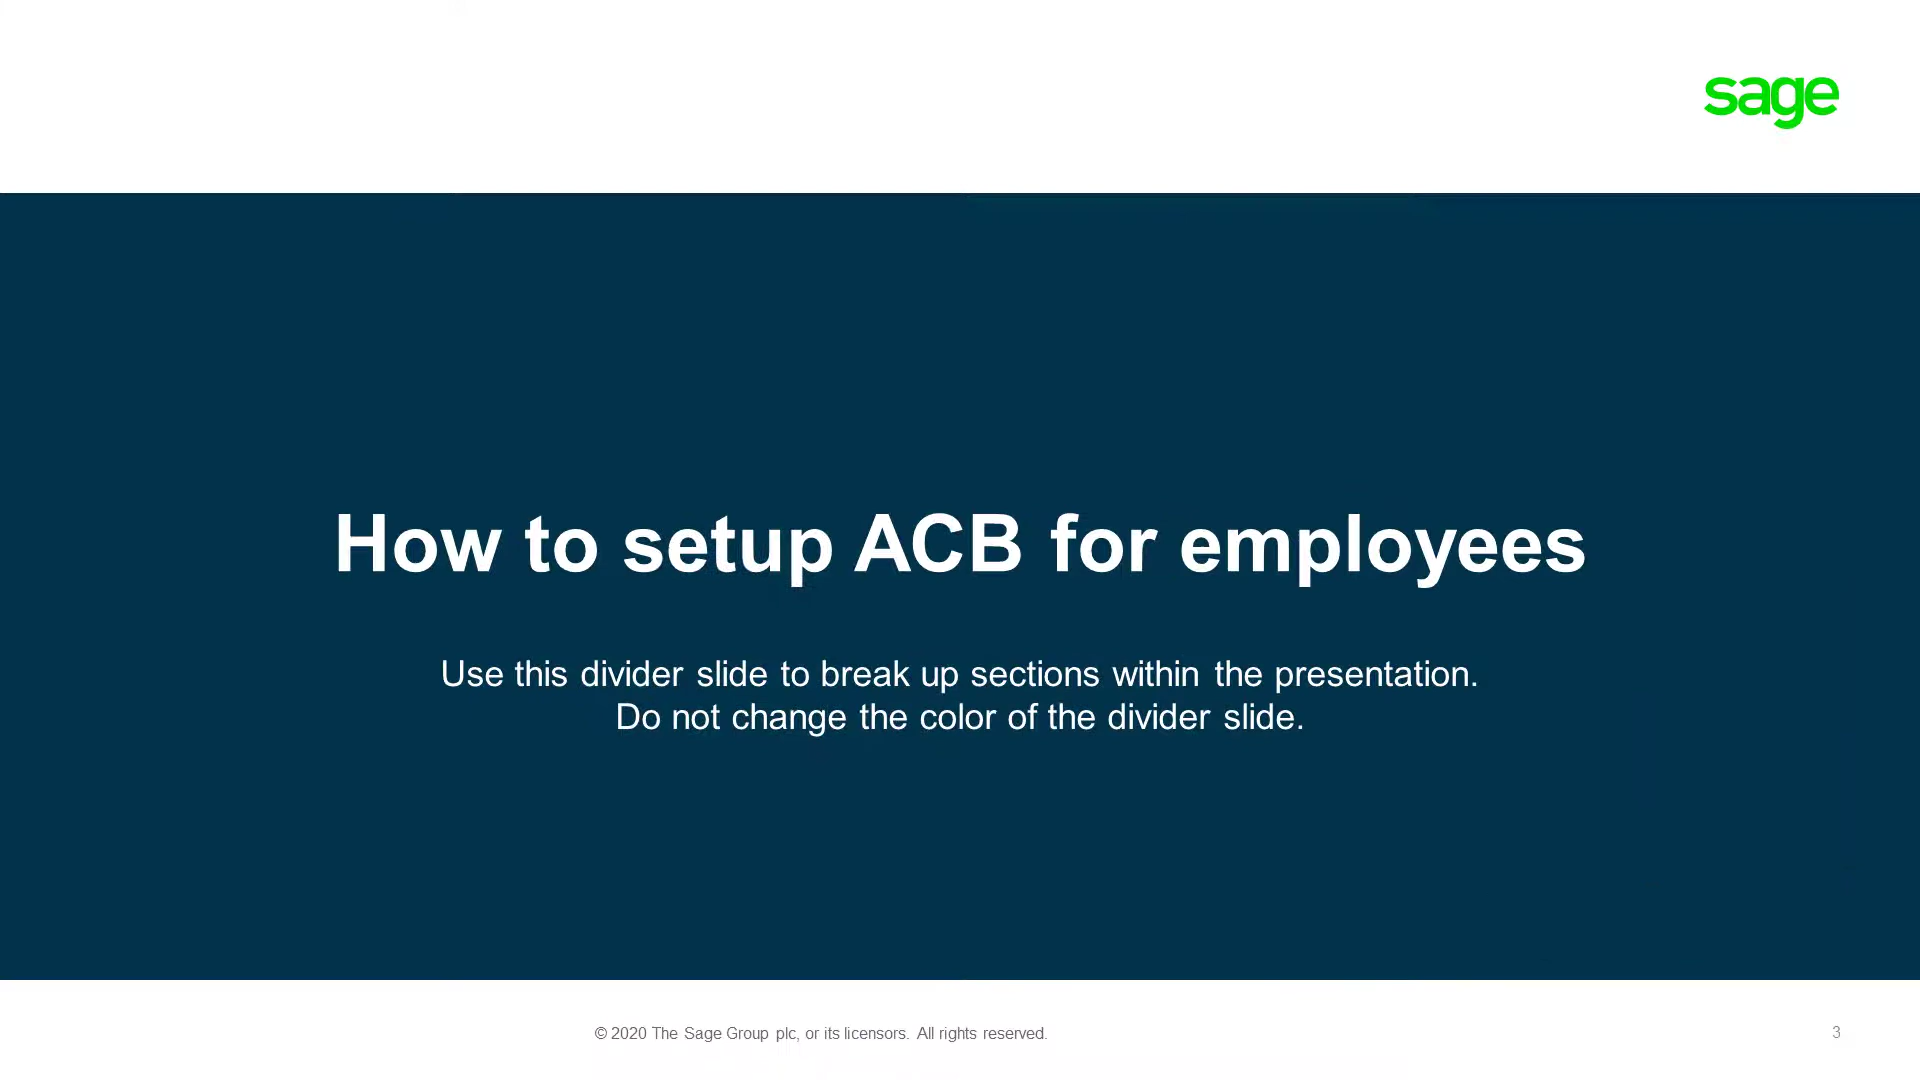 sage
How to setup ACB for employees
Use this divider slide to break up sections within the presentation.
Do not change the color of the divider slide.
© 2020 The Sage Group plc, or its licensors. All rights reserved.
3